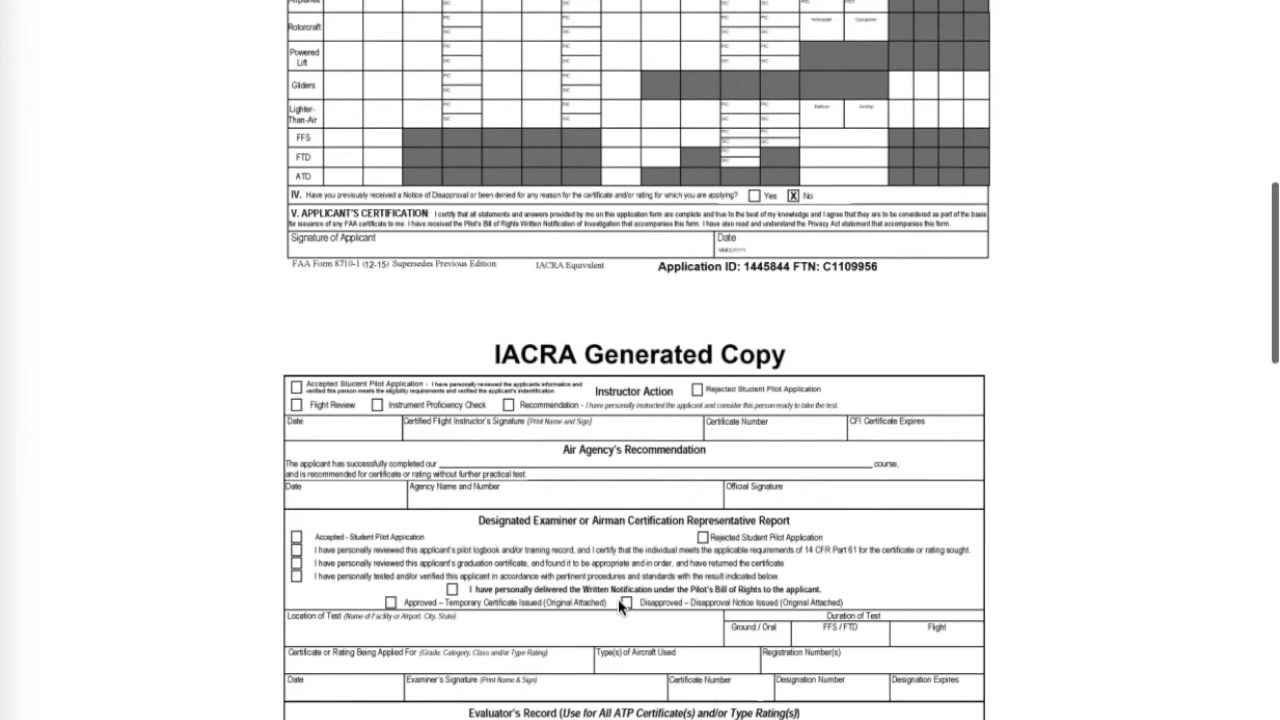 Airplanes
PIC PIC PIC PIC
SIC SIC SIC SIC
Rotorcraft
Helicopter Gyroplane
Powered
Lift
Gliders
Lighter-
Than-Air
Balloon Airship
FFS
FTD
ATD
IV. Have you previously received a Notice of Disapproval or been denied for any reason for the certificate and/or rating for which you are applying? Yes X No
V. APPLICANT'S CERTIFICATION: I certify that all statements and answers provided by me on this application form are complete and true to the best of my knowledge and I agree that they are to be considered as part of the basis
for issuance of any FAA certificate to me. I have received the Pilot's Bill of Rights Written Notification of Investigation that accompanies this form. I have also read and understand the Privacy Act statement that accompanies this form.
Signature of Applicant Date
MM/DD/YYYY
FAA Form 8710-1 (12-15) Supersedes Previous Edition IACRA Equivalent Application ID: 1445844 FTN: C1109956
IACRA Generated Copy
Accepted Student Pilot Application - I have personally reviewed the applicants information and
verified this person meets the eligibility requirements and verified the applicant's indentification.
Instructor Action Rejected Student Pilot Application
Flight Review Instrument Proficiency Check Recommendation - I have personally instructed the applicant and consider this person ready to take the test.
Date Certified Flight Instructor's Signature (Print Name and Sign) Certificate Number CFI Certificate Expires
Air Agency's Recommendation
The applicant has successfully completed our course,
and is recommended for certificate or rating without further practical test.
Date Agency Name and Number Official Signature
Designated Examiner or Airman Certification Representative Report
Accepted - Student Pilot Application Rejected Student Pilot Application
I have personally reviewed this applicant's pilot logbook and/or training record, and I certify that the individual meets the applicable requirements of 14 CFR Part 61 for the certificate or rating sought.
I have personally reviewed this applicant's graduation certificate, and found it to be appropriate and in order, and have returned the certificate.
I have personally tested and/or verified this applicant in accordance with pertinent procedures and standards with the result indicated below.
I have personally delivered the Written Notification under the Pilot's Bill of Rights to the applicant.
Approved – Temporary Certificate Issued (Original Attached) Disapproved – Disapproval Notice Issued (Original Attached)
Location of Test (Name of Facility or Airport, City, State) Duration of Test
Ground / Oral FFS / FTD Flight
Certificate or Rating Being Applied For (Grade, Category, Class and/or Type Rating) Type(s) of Aircraft Used Registration Number(s)
Date Examiner's Signature (Print Name & Sign) Certificate Number Designation Number Designation Expires
Evaluator's Record (Use for All ATP Certificate(s) and/or Type Rating(s))